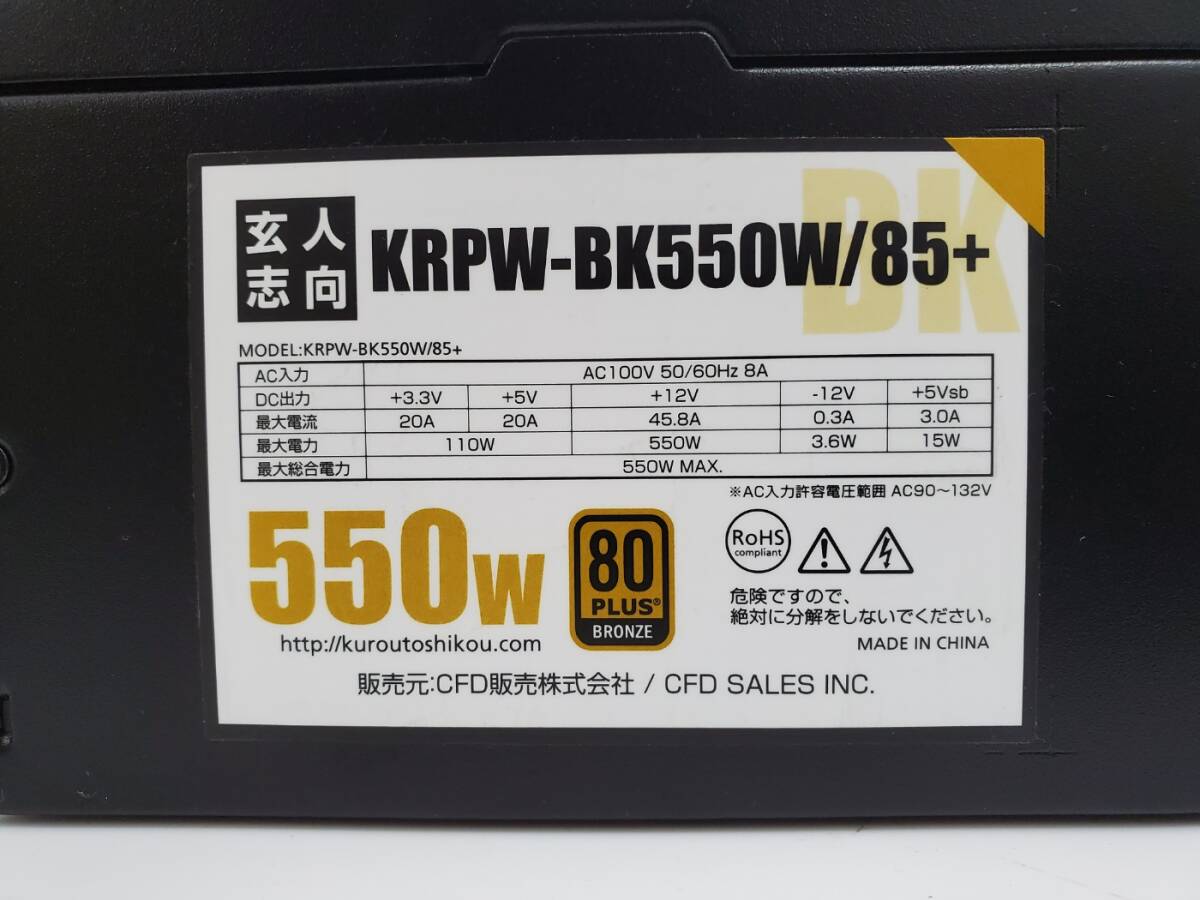 BK
玄人
志向
KRPW-BK550W/85+
MODEL:KRPW-BK550W/85+
AC入力 AC100V 50/60Hz 8A
DC出力 +3.3V +5V +12V -12V +5Vsb
最大電流 20A 20A 45.8A 0.3A 3.0A
最大電力 110W 550W 3.6W 15W
最大総合電力 550W MAX.
※AC入力許容電圧範囲 AC90～132V
550W
http://kuroutoshikou.com
80
PLUS®
BRONZE
RoHS
compliant
危険ですので、
絶対に分解をしないでください。
MADE IN CHINA
販売元:CFD販売株式会社 / CFD SALES INC.